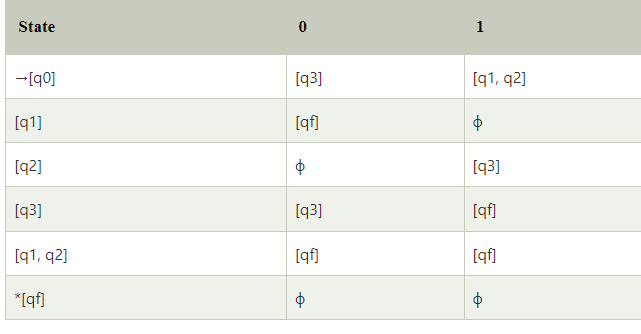 State 0 1
→[q0] [q3] [q1, q2]
[q1] [qf] ϕ
[q2] ϕ [q3]
[q3] [q3] [qf]
[q1, q2] [qf] [qf]
*[qf] ϕ ϕ